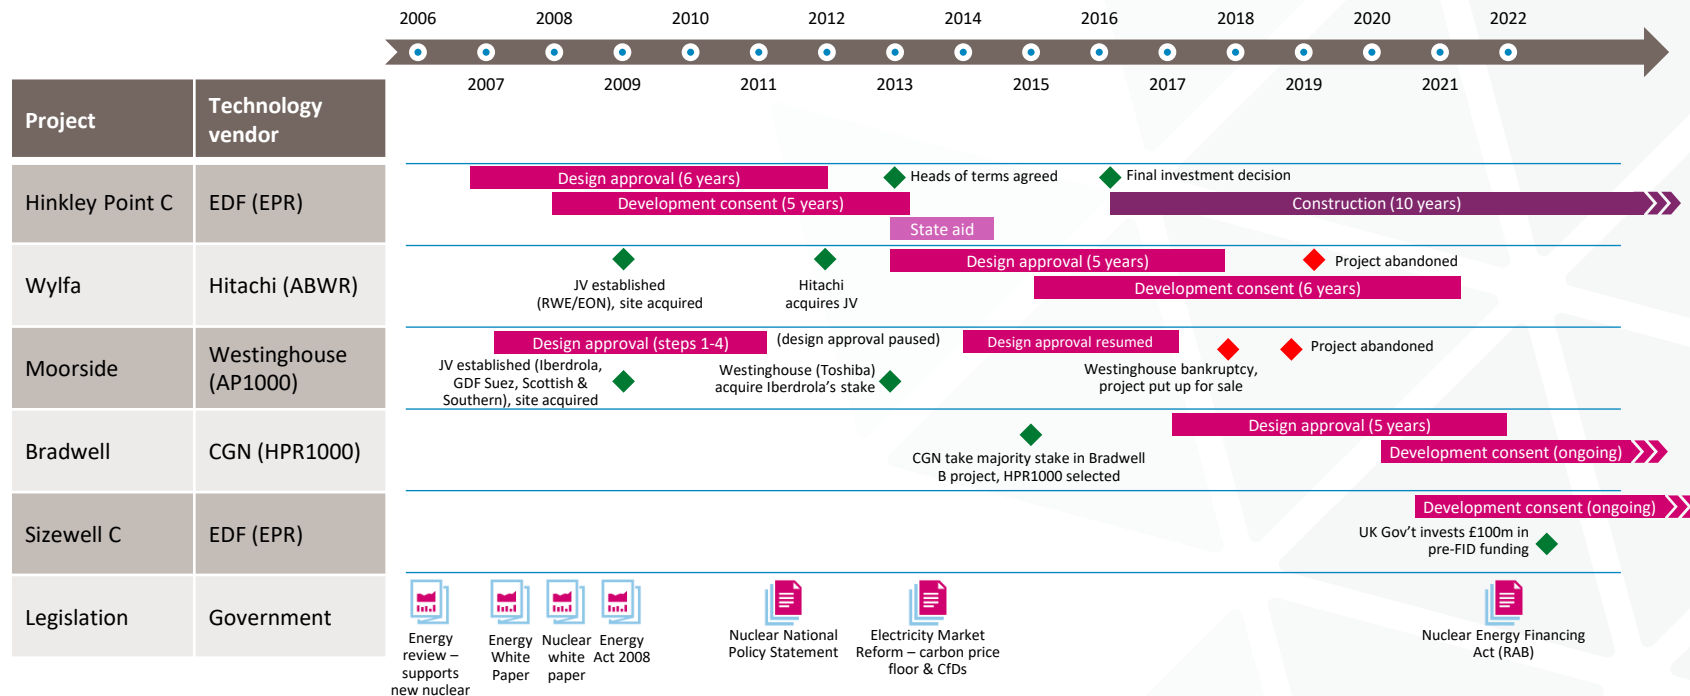 2006 2008 2010 2012 2014 2016 2018 2020 2022
2007 2009 2011 2013 2015 2017 2019 2021
Project
Technology
vendor
Hinkley Point C
EDF (EPR)
Design approval (6 years)
Heads of terms agreed
Final investment decision
Development consent (5 years)
Construction (10 years)
State aid
Wylfa
Hitachi (ABWR)
JV established
(RWE/EON), site acquired
Hitachi
acquires JV
Design approval (5 years)
Project abandoned
Development consent (6 years)
Moorside
Westinghouse
(AP1000)
Design approval (steps 1-4)
(design approval paused)
Design approval resumed
JV established (Iberdrola,
GDF Suez, Scottish &
Southern), site acquired
Westinghouse (Toshiba)
acquire Iberdrola’s stake
Westinghouse bankruptcy,
project put up for sale
Project abandoned
Bradwell
CGN (HPR1000)
CGN take majority stake in Bradwell
B project, HPR1000 selected
Design approval (5 years)
Development consent (ongoing)
Sizewell C
EDF (EPR)
Development consent (ongoing)
UK Gov’t invests £100m in
pre-FID funding
Legislation
Government
Energy
review –
supports
new nuclear
Energy
White
Paper
Nuclear
white
paper
Energy
Act 2008
Nuclear National
Policy Statement
Electricity Market
Reform – carbon price
floor & CfDs
Nuclear Energy Financing
Act (RAB)